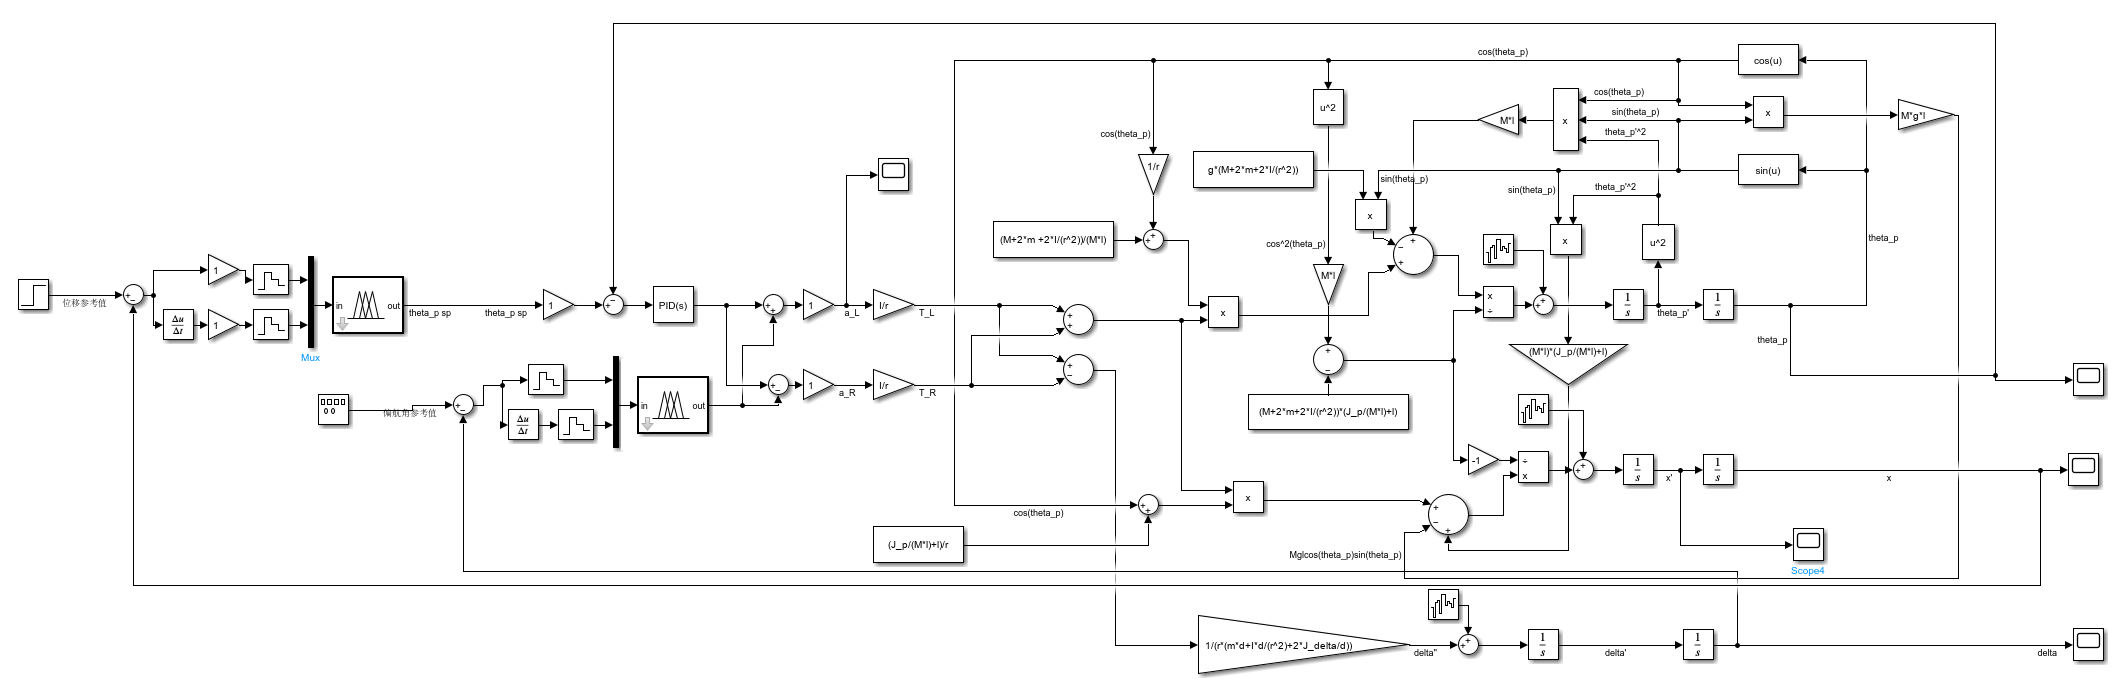 cos(theta_p)
cos(u)
u^2
cos(theta_p)
x
M*l
x
sin(theta_p)
M*g*l
cos(theta_p)
theta_p'^2
1/r
g*(M+2*m+2*I/(r^2))
sin(theta_p)
sin(u)
sin(theta_p)
theta_p'^2
x
(M+2*m +2*I/(r^2))/(M*l)
cos^2(theta_p)
x
u^2
theta_p
M*l
1
位移参考值
Δu
Δt
1
in
out
theta_p sp
theta_p sp
1
PID(s)
1
a_L
I/r
T_L
x
x
÷
1
s
theta_p'
1
s
theta_p
Mux
(M*l)*(J_p/(M*l)+l)
偏航角参考值
Δu
Δt
in
out
1
a_R
I/r
T_R
(M+2*m+2*I/(r^2))*(J_p/(M*l)+l)
-1
÷
x
1
s
x'
1
s
x
x
cos(theta_p)
(J_p/(M*l)+l)/r
Mglcos(theta_p)sin(theta_p)
Scope4
1/(r*(m*d+I*d/(r^2)+2*J_delta/d))
delta''
1
s
delta'
1
s
delta